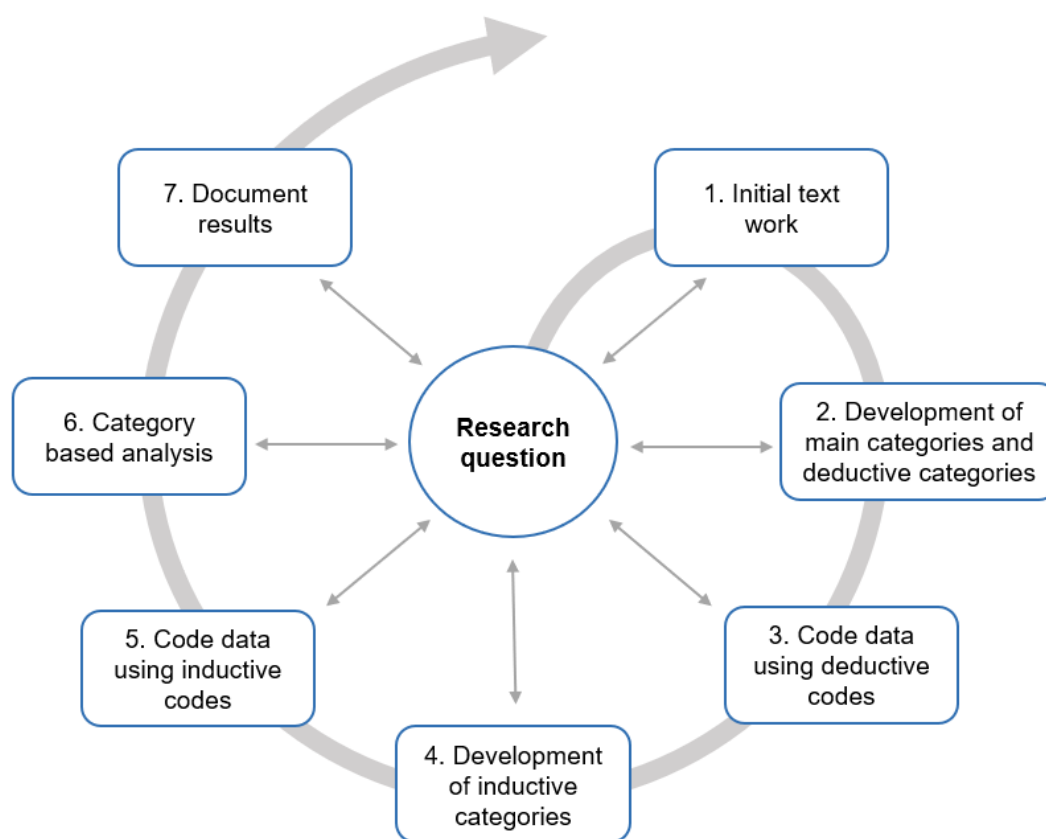 1. Initial text
work
2. Development of
main categories and
deductive categories
3. Code data
using deductive
codes
4. Development
of inductive
categories
5. Code data
using inductive
codes
6. Category
based analysis
7. Document
results
Research
question